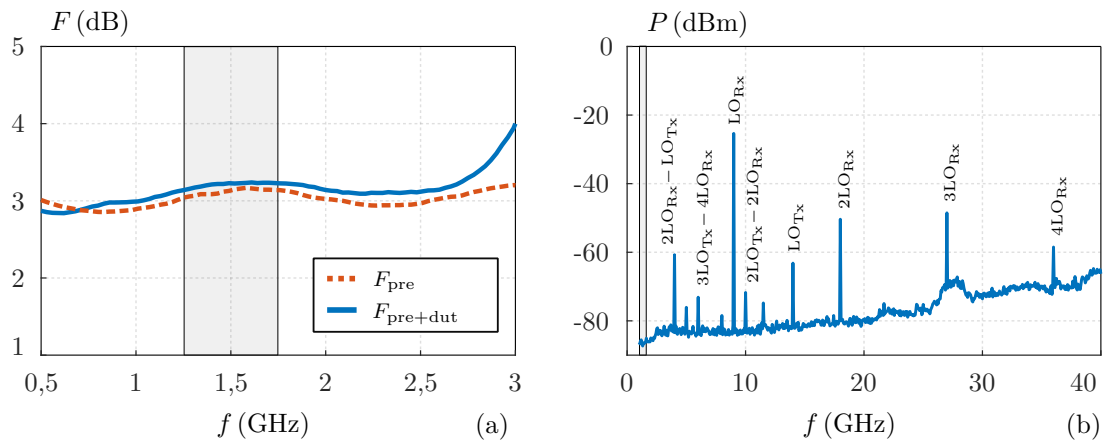 F (dB)
5
4
3
2
1
0,5
1
1,5
2
2,5
3
f (GHz)
(a)
F_pre
F_pre+dut
P (dBm)
0
-20
-40
-60
-80
0
10
20
30
40
f (GHz)
(b)
2LO_Rx − LO_Tx
3LO_Tx − 4LO_Rx
LO_Rx
2LO_Tx − 2LO_Rx
LO_Tx
2LO_Rx
3LO_Rx
4LO_Rx